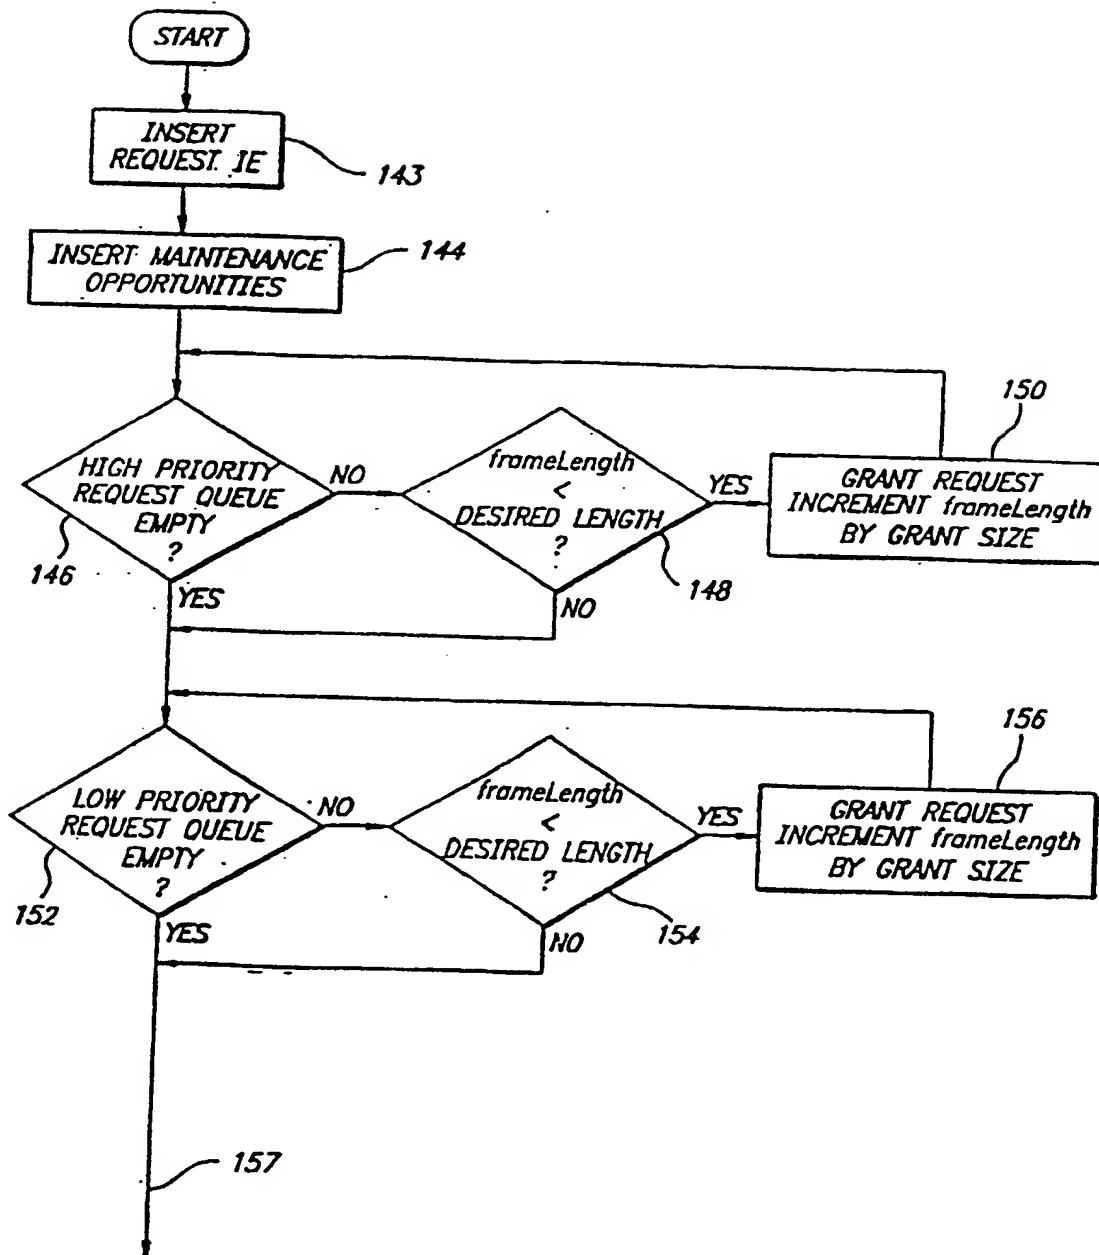 START
INSERT
REQUEST IE
143
INSERT MAINTENANCE
OPPORTUNITIES
144
150
HIGH PRIORITY
REQUEST QUEUE
EMPTY
?
146
NO
YES
frameLength
<
DESIRED LENGTH
?
148
YES
NO
GRANT REQUEST
INCREMENT frameLength
BY GRANT SIZE
156
LOW PRIORITY
REQUEST QUEUE
EMPTY
?
152
NO
YES
frameLength
<
DESIRED LENGTH
?
154
YES
NO
GRANT REQUEST
INCREMENT frameLength
BY GRANT SIZE
157